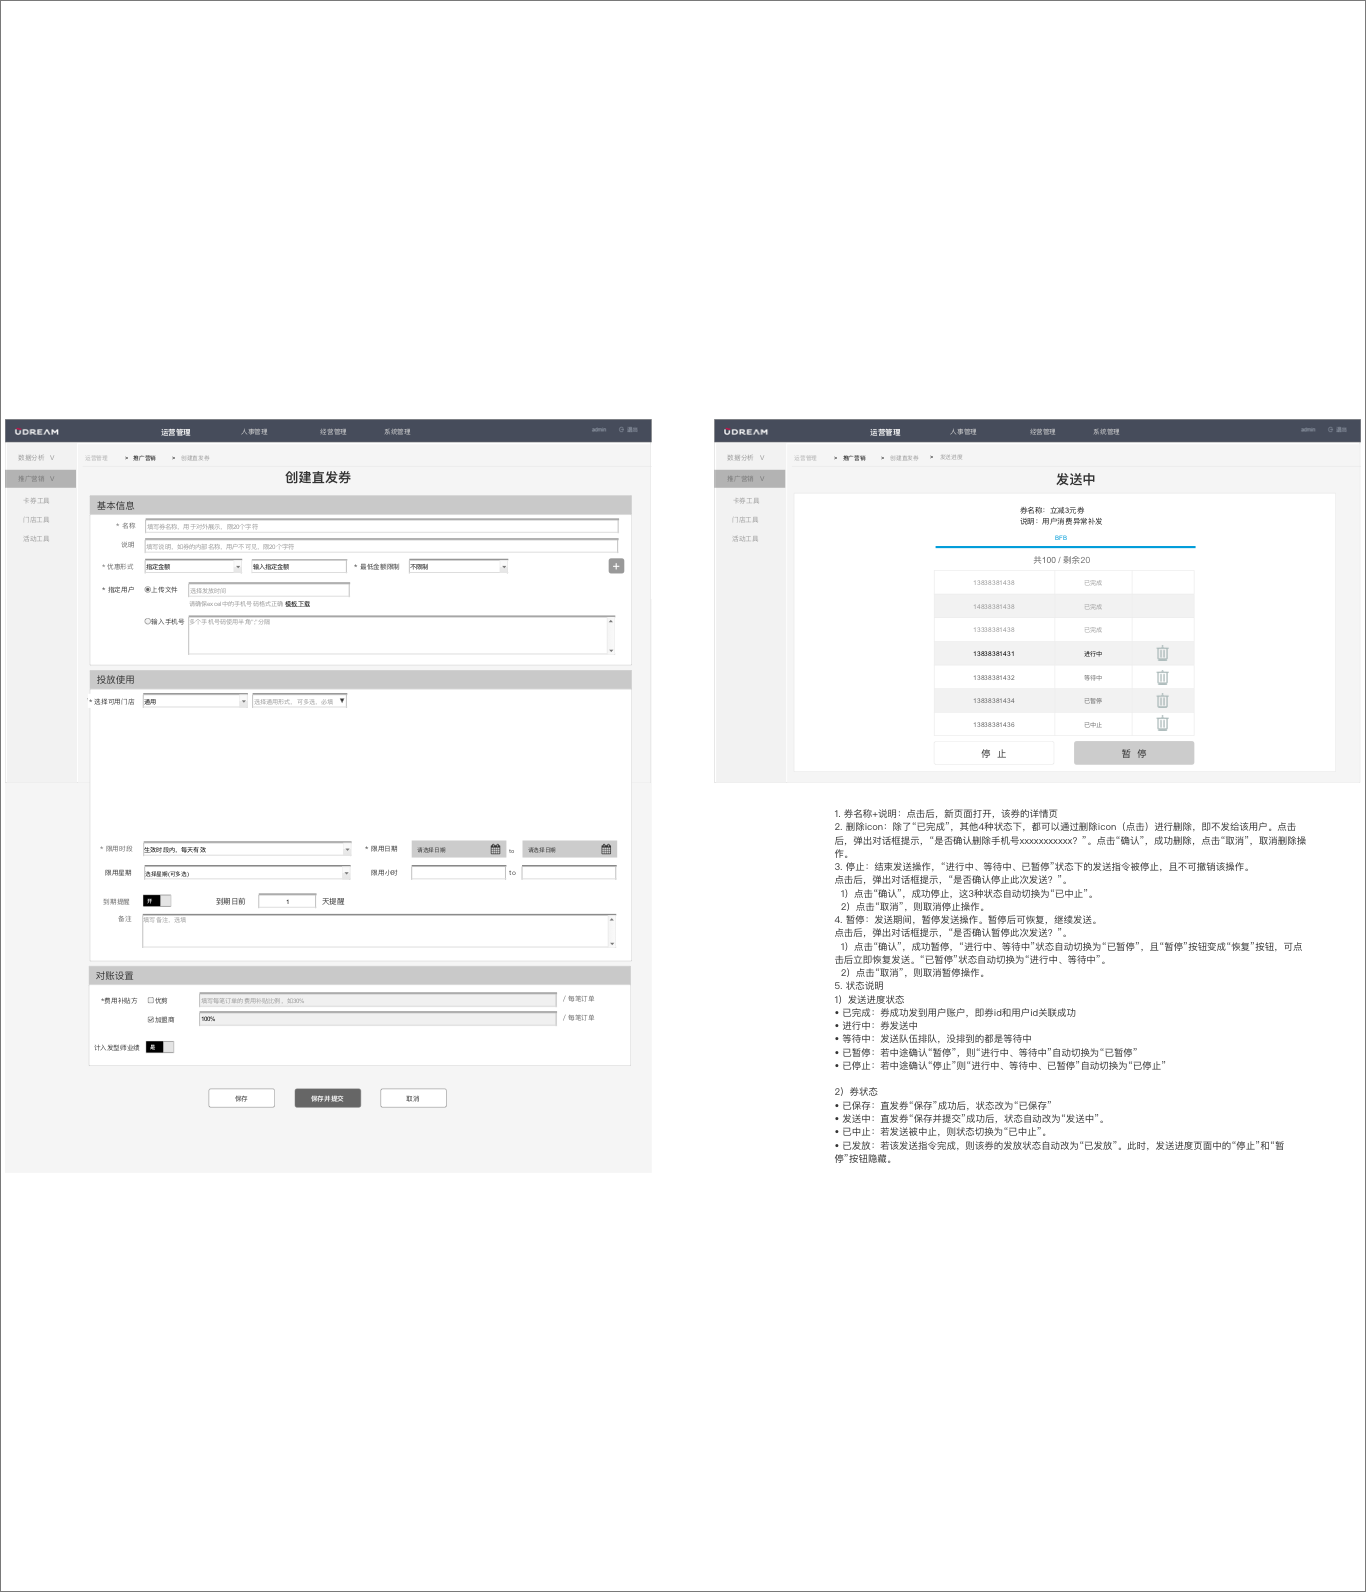 UDREAM 运营管理 人事管理 经营管理 系统管理 admin 退出
数据分析 V 运营管理 > 推广营销 > 创建直发券
推广营销 V
创建直发券
卡券工具
门店工具
活动工具
基本信息
* 名称 填写券名称，用于对外展示，限20个字符
说明 填写说明，如券的内部名称，用户不可见，限20个字符
* 优惠形式 指定金额 输入指定金额 * 最低金额限制 不限制 +
* 指定用户 上传文件 选择发放时间
请确保excel中的手机号码格式正确 模板下载
输入手机号 多个手机号码使用半角“,”分隔
投放使用
* 选择可用门店 通用 选择通用形式，可多选，必填
* 限用时段 生效时段内，每天有效 * 限用日期 请选择日期 to 请选择日期
限用星期 选择星期(可多选) 限用小时 to
到期提醒 开 到期日前 1 天提醒
备注 填写备注，选填
对账设置
*费用补贴方 优剪 填写每笔订单的费用补贴比例，如30% / 每笔订单
加盟商 100% / 每笔订单
计入发型师业绩 是
保存 保存并提交 取消
UDREAM 运营管理 人事管理 经营管理 系统管理 admin 退出
数据分析 V 运营管理 > 推广营销 > 创建直发券 > 发送进度
推广营销 V
发送中
卡券工具
门店工具
活动工具
券名称：立减3元券
说明：用户消费异常补发
BFB
共100 / 剩余20
13838381438 已完成
14838381438 已完成
13338381438 已完成
13838381431 进行中
13838381432 等待中
13838381434 已暂停
13838381436 已中止
停 止 暂 停
1. 券名称+说明：点击后，新页面打开，该券的详情页
2. 删除icon：除了“已完成”，其他4种状态下，都可以通过删除icon（点击）进行删除，即不发给该用户。点击
后，弹出对话框提示，“是否确认删除手机号xxxxxxxxxxx？”。点击“确认”，成功删除，点击“取消”，取消删除操
作。
3. 停止：结束发送操作，“进行中、等待中、已暂停”状态下的发送指令被停止，且不可撤销该操作。
点击后，弹出对话框提示，“是否确认停止此次发送？”。
1）点击“确认”，成功停止，这3种状态自动切换为“已中止”。
2）点击“取消”，则取消停止操作。
4. 暂停：发送期间，暂停发送操作。暂停后可恢复，继续发送。
点击后，弹出对话框提示，“是否确认暂停此次发送？”。
1）点击“确认”，成功暂停，“进行中、等待中”状态自动切换为“已暂停”，且“暂停”按钮变成“恢复”按钮，可点
击后立即恢复发送。“已暂停”状态自动切换为“进行中、等待中”。
2）点击“取消”，则取消暂停操作。
5. 状态说明
1）发送进度状态
• 已完成：券成功发到用户账户，即券id和用户id关联成功
• 进行中：券发送中
• 等待中：发送队伍排队，没排到的都是等待中
• 已暂停：若中途确认“暂停”，则“进行中、等待中”自动切换为“已暂停”
• 已停止：若中途确认“停止”则“进行中、等待中、已暂停”自动切换为“已停止”
2）券状态
• 已保存：直发券“保存”成功后，状态改为“已保存”
• 发送中：直发券“保存并提交”成功后，状态自动改为“发送中”。
• 已中止：若发送被中止，则状态切换为“已中止”。
• 已发放：若该发送指令完成，则该券的发放状态自动改为“已发放”。此时，发送进度页面中的“停止”和“暂
停”按钮隐藏。